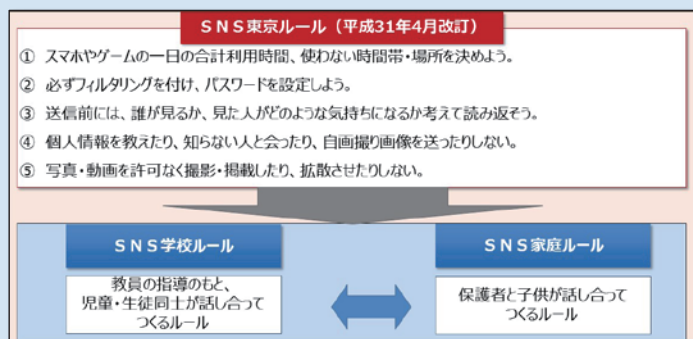 SNS東京ルール（平成31年4月改訂）
① スマホやゲームの一日の合計利用時間、使わない時間帯・場所を決めよう。
② 必ずフィルタリングを付け、パスワードを設定しよう。
③ 送信前には、誰が見るか、見た人がどのような気持ちになるか考えて読み返そう。
④ 個人情報を教えたり、知らない人と会ったり、自画撮り画像を送ったりしない。
⑤ 写真・動画を許可なく撮影・掲載したり、拡散させたりしない。
SNS学校ルール
教員の指導のもと、
児童・生徒同士が話し合って
つくるルール
SNS家庭ルール
保護者と子供が話し合って
つくるルール